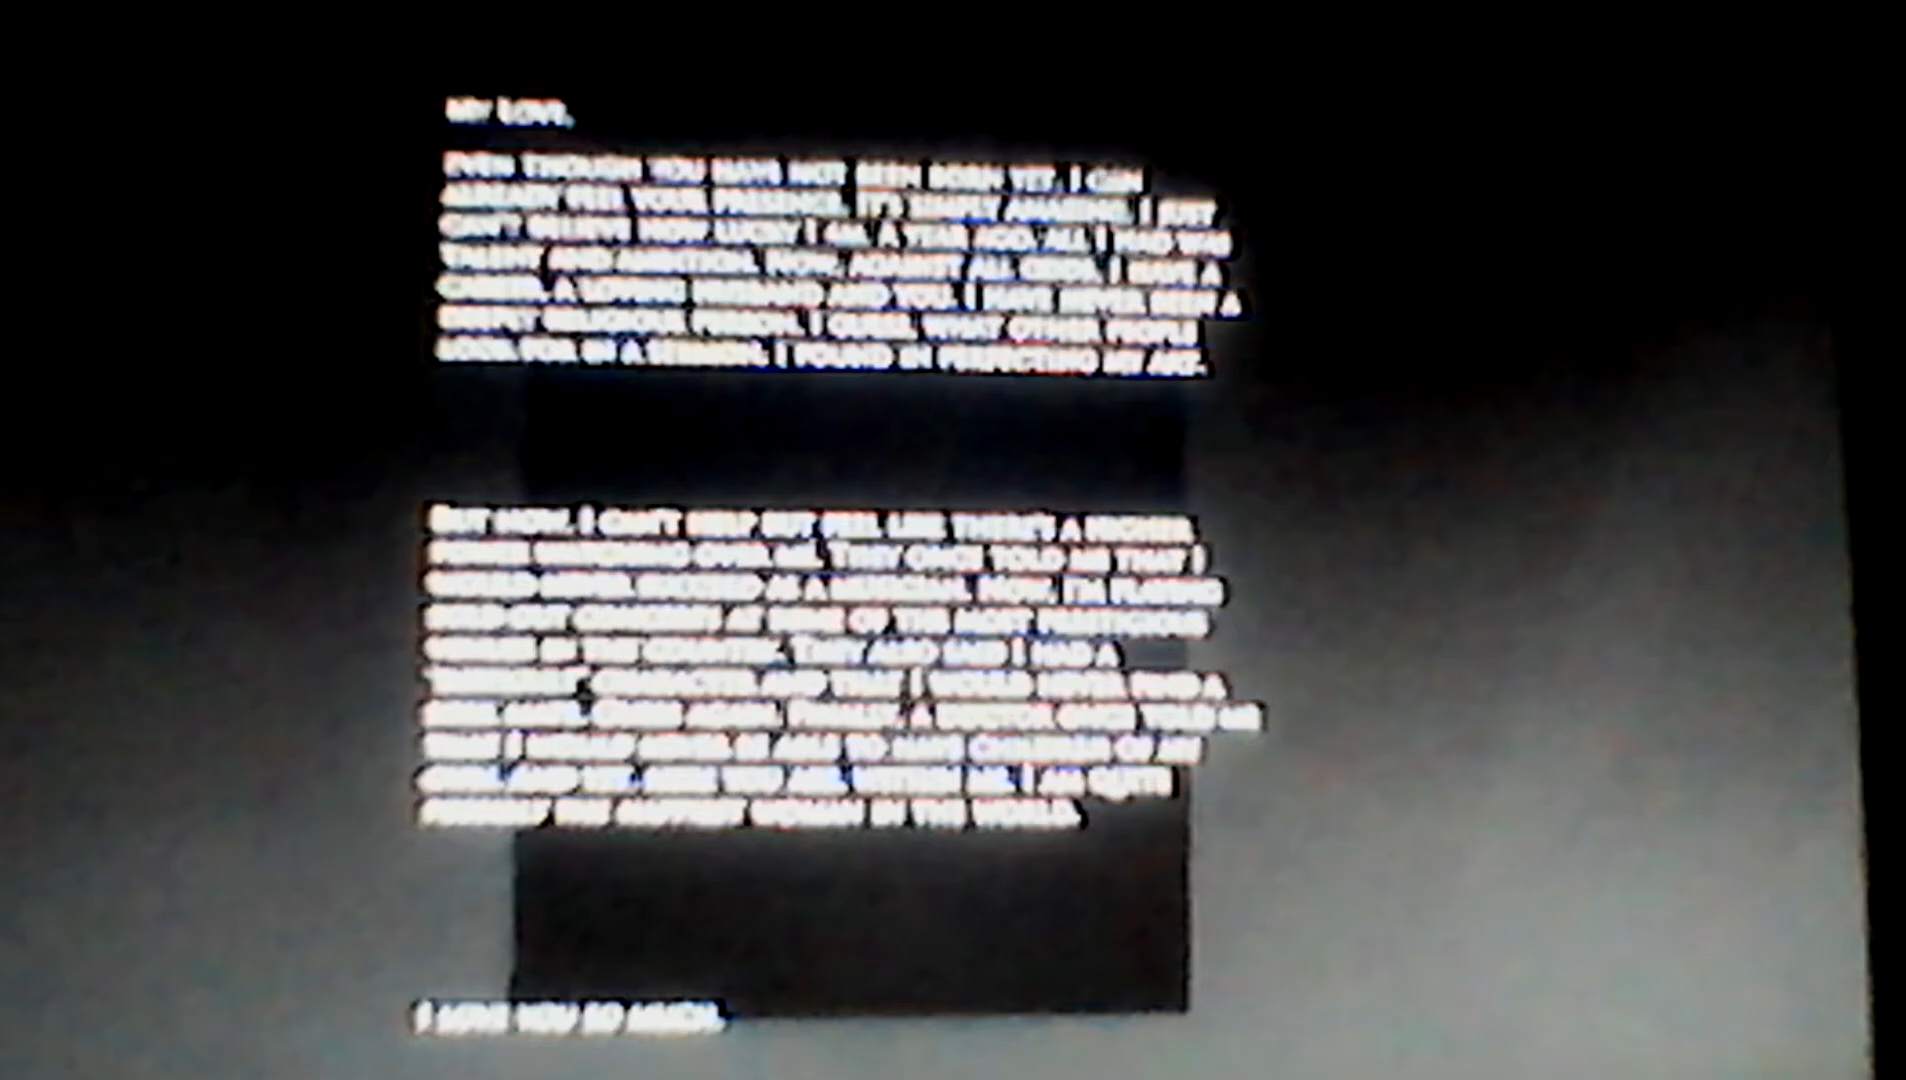 MY LOVE,
EVEN THOUGH YOU HAVE NOT BEEN BORN YET, I CAN
ALREADY FEEL YOUR PRESENCE. IT'S SIMPLY AMAZING. I JUST
CAN'T BELIEVE HOW LUCKY I AM. A YEAR AGO, ALL I HAD WAS
TALENT AND AMBITION. NOW, AGAINST ALL ODDS, I HAVE A
CAREER, A LOVING HUSBAND AND YOU. I HAVE NEVER BEEN A
DEEPLY RELIGIOUS PERSON. I GUESS, WHAT OTHER PEOPLE
LOOK FOR IN A SERMON, I FOUND IN PERFECTING MY ART.
BUT NOW, I CAN'T HELP BUT FEEL LIKE THERE'S A HIGHER
POWER WATCHING OVER ME. THEY ONCE TOLD ME THAT I
WOULD NEVER SUCCEED AS A MUSICIAN. NOW, I'M PLAYING
SOLD-OUT CONCERTS AT SOME OF THE MOST PRESTIGIOUS
VENUES IN THE COUNTRY. THEY ALSO SAID I HAD A
CHARACTER AND THAT I WOULD NEVER FIND A
MAN WHO
THAT I WOULD NEVER BE ABLE TO HAVE CHILDREN OF MY
OWN AND YET HERE YOU ARE, WITHIN ME. I AM QUITE
POSSIBLY THE HAPPIEST WOMAN IN THE WORLD.
I LOVE YOU SO MUCH.